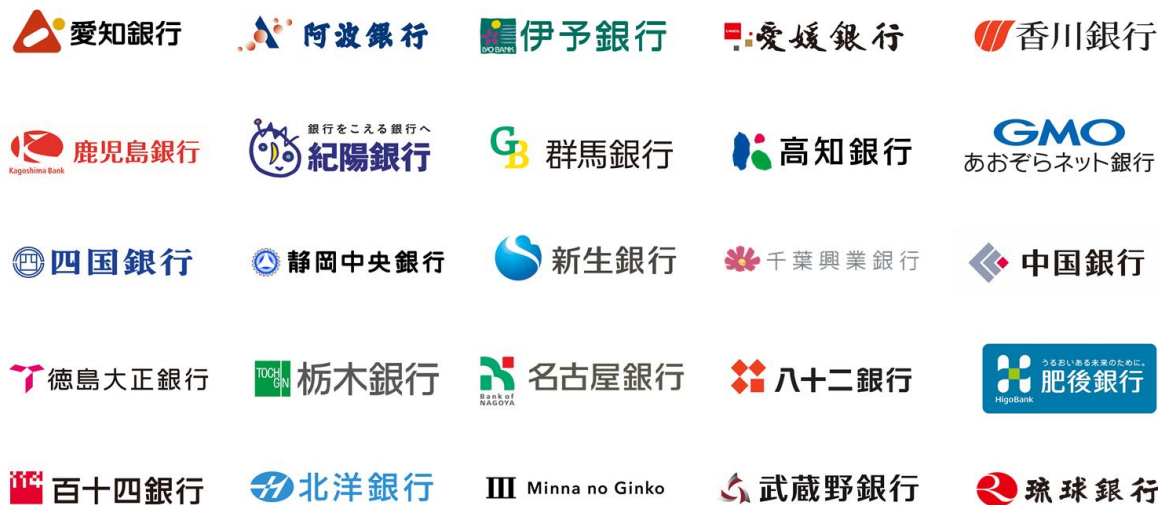 愛知銀行
阿波銀行
IYO BANK
伊予銀行
愛媛銀行
香川銀行
Kagoshima Bank
鹿児島銀行
銀行をこえる銀行へ
紀陽銀行
GB
群馬銀行
高知銀行
GMO
あおぞらネット銀行
四国銀行
静岡中央銀行
新生銀行
千葉興業銀行
中国銀行
徳島大正銀行
TOCHIGIN
栃木銀行
Bank of
NAGOYA
名古屋銀行
八十二銀行
HigoBank
うるおいある未来のために。
肥後銀行
114
百十四銀行
北洋銀行
Minna no Ginko
武蔵野銀行
琉球銀行